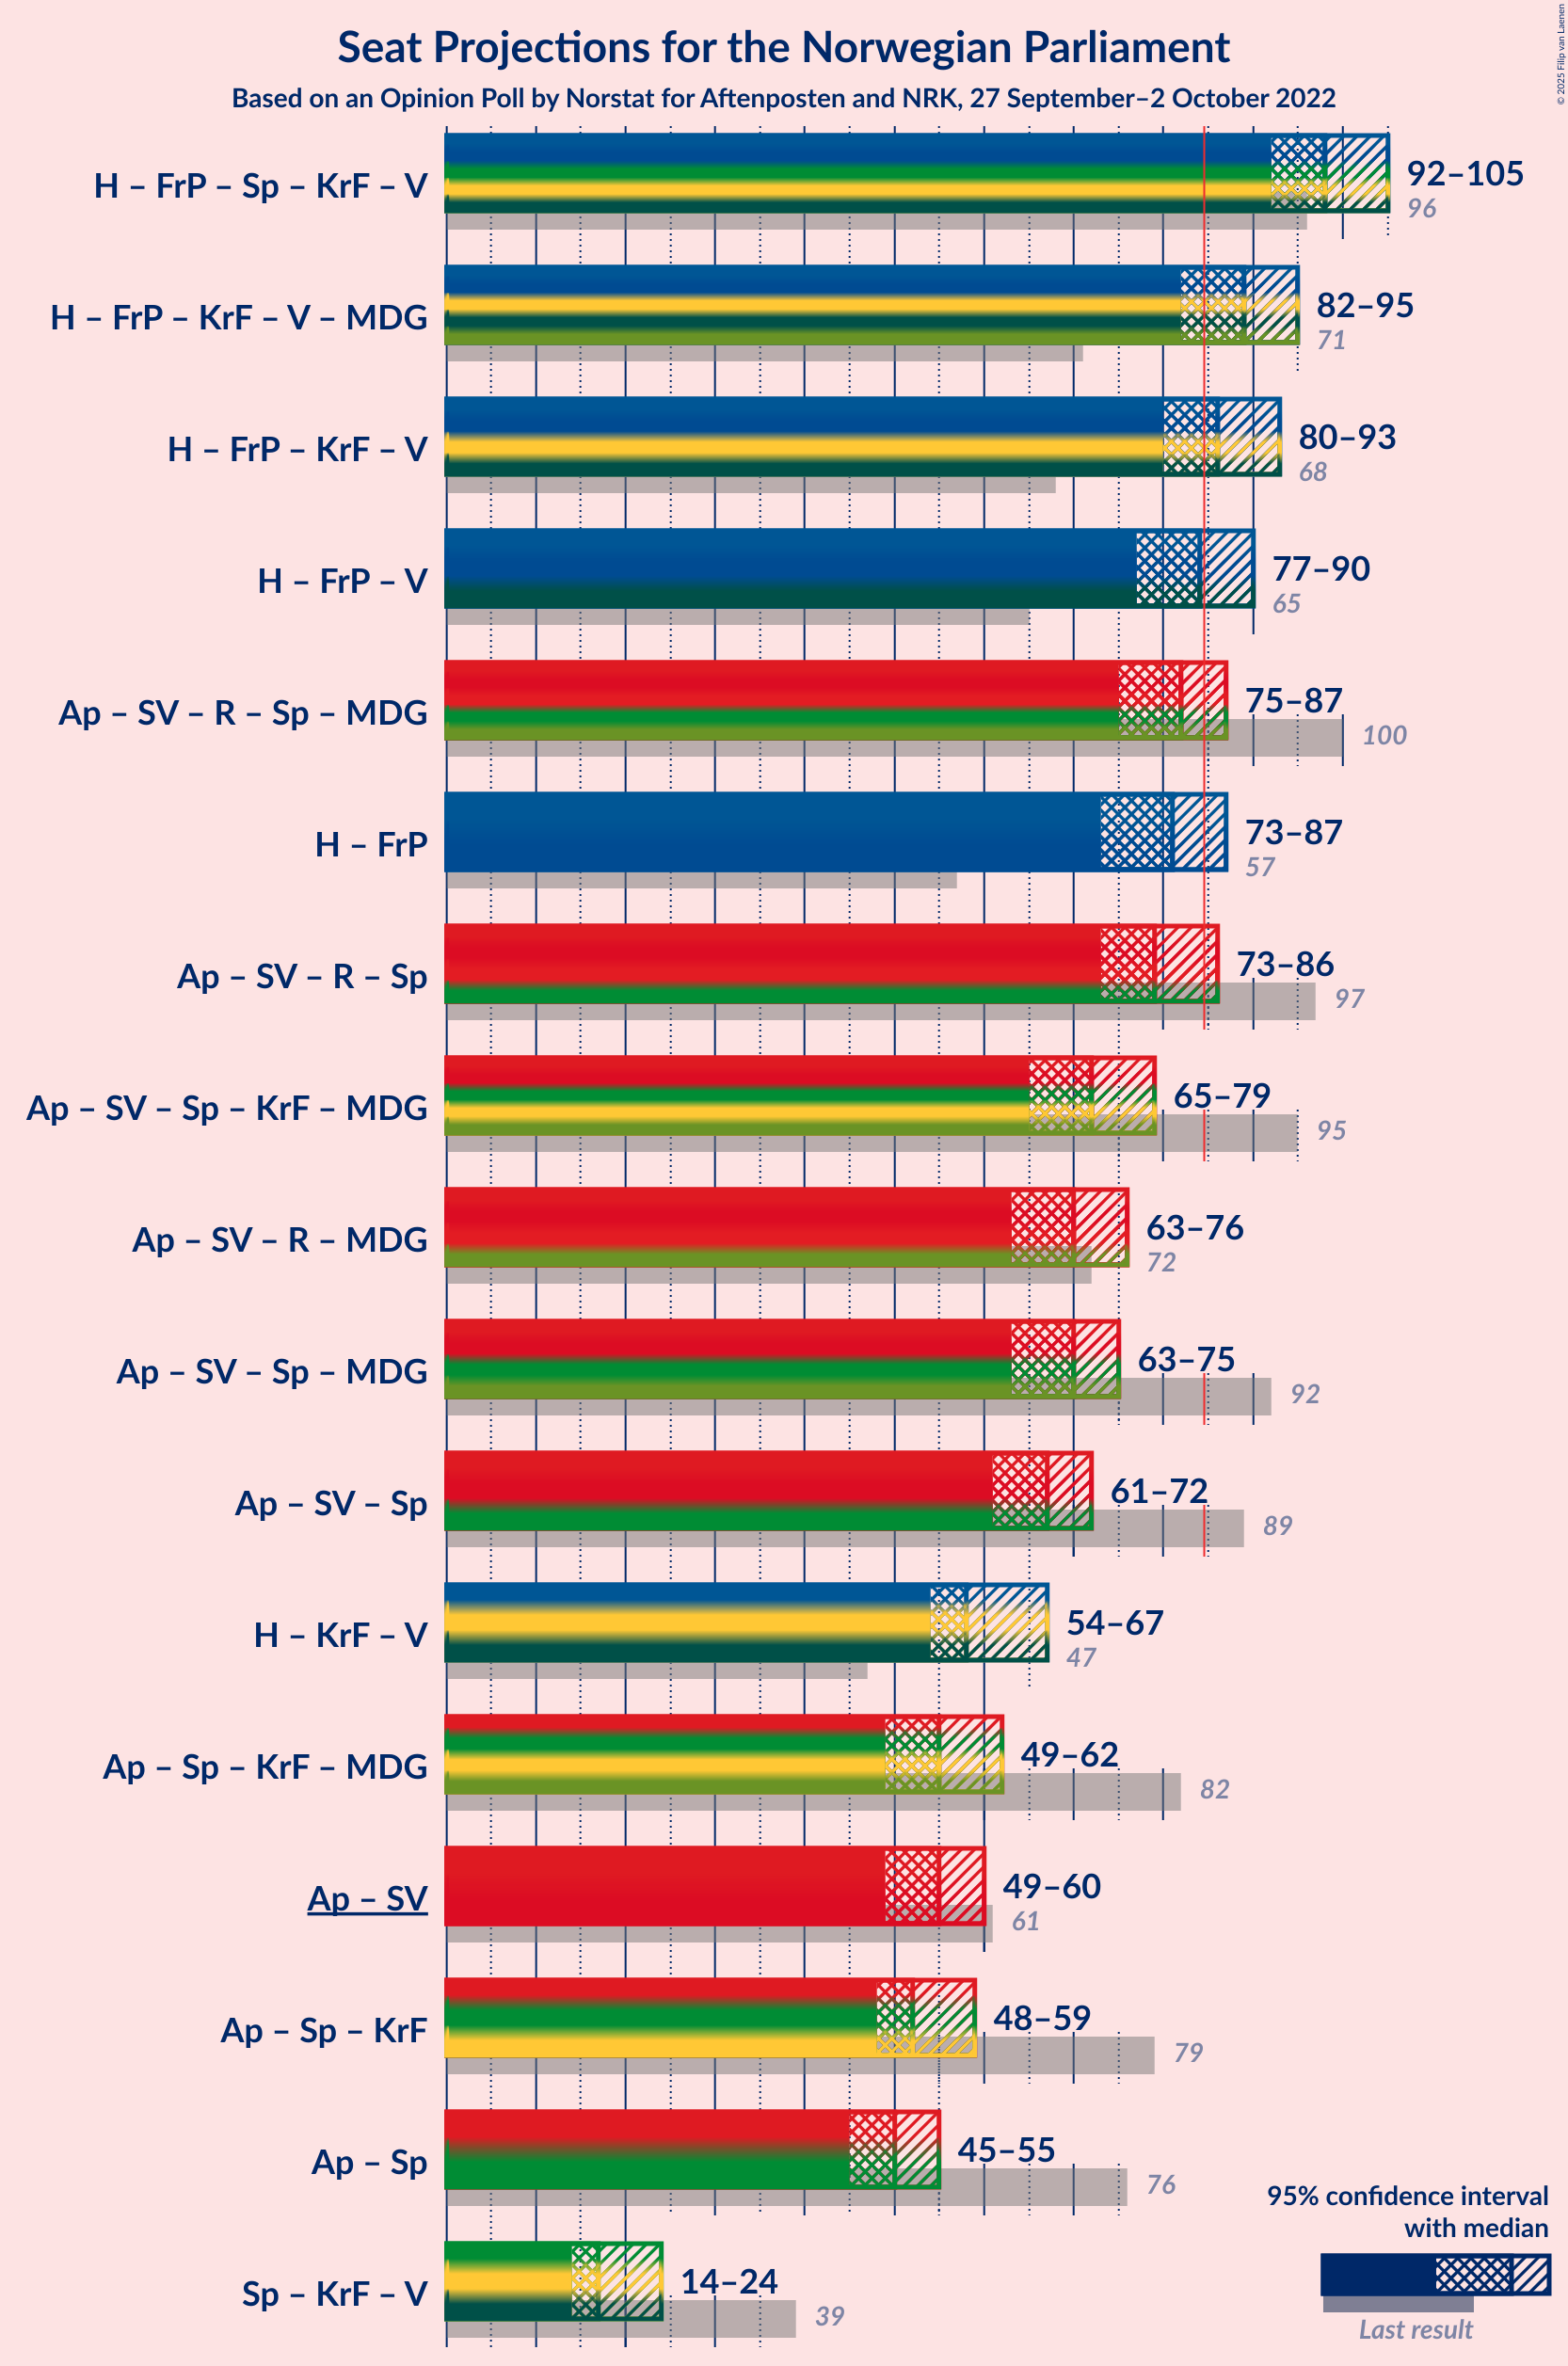 Seat Projections for the Norwegian Parliament
Based on an Opinion Poll by Norstat for Aftenposten and NRK, 27 September–2 October 2022
© 2025 Filip van Laenen
H – FrP – Sp – KrF – V
92–105
96
H – FrP – KrF – V – MDG
82–95
71
H – FrP – KrF – V
80–93
68
H – FrP – V
77–90
65
Ap – SV – R – Sp – MDG
75–87
100
H – FrP
73–87
57
Ap – SV – R – Sp
73–86
97
Ap – SV – Sp – KrF – MDG
65–79
95
Ap – SV – R – MDG
63–76
72
Ap – SV – Sp – MDG
63–75
92
Ap – SV – Sp
61–72
89
H – KrF – V
54–67
47
Ap – Sp – KrF – MDG
49–62
82
Ap – SV
49–60
61
Ap – Sp – KrF
48–59
79
Ap – Sp
45–55
76
Sp – KrF – V
14–24
39
95% confidence interval
with median
Last result